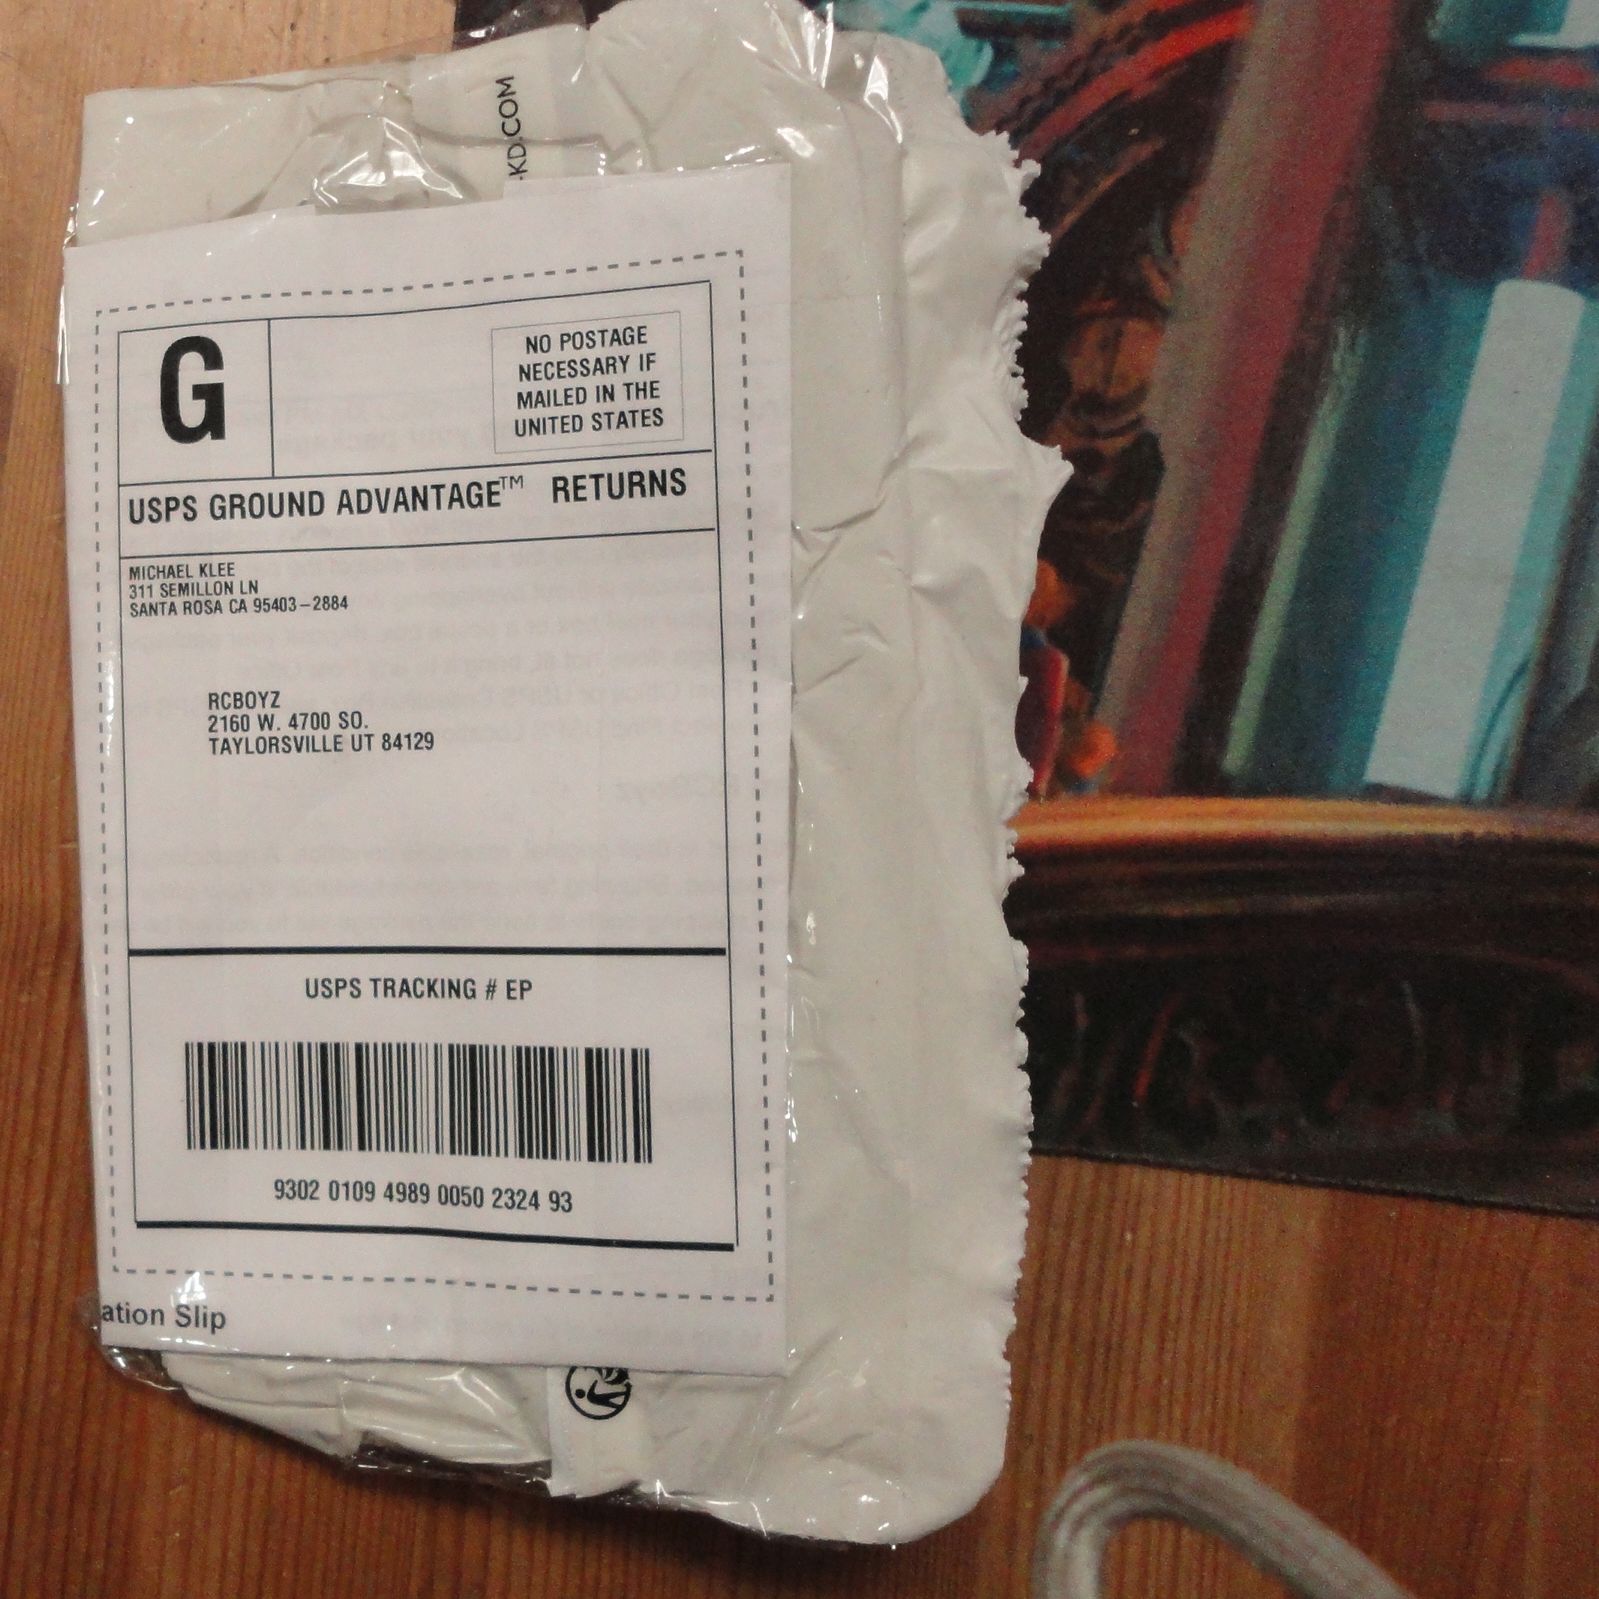 -KD.COM
G
NO POSTAGE
NECESSARY IF
MAILED IN THE
UNITED STATES
USPS GROUND ADVANTAGE™ RETURNS
MICHAEL KLEE
311 SEMILLON LN
SANTA ROSA CA 95403-2884
RCBOYZ
2160 W. 4700 SO.
TAYLORSVILLE UT 84129
USPS TRACKING # EP
9302 0109 4989 0050 2324 93
ation Slip